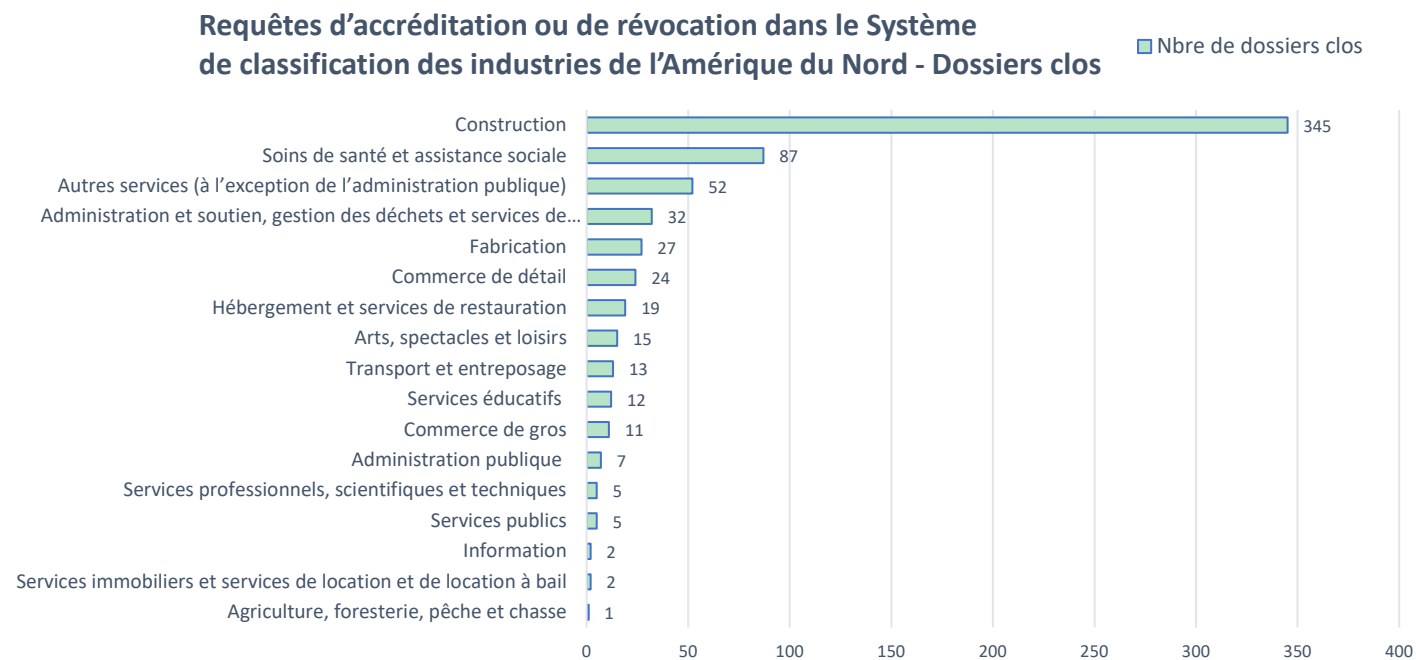 Requêtes d’accréditation ou de révocation dans le Système
de classification des industries de l’Amérique du Nord - Dossiers clos
Nbre de dossiers clos
Construction 345
Soins de santé et assistance sociale 87
Autres services (à l’exception de l’administration publique) 52
Administration et soutien, gestion des déchets et services de... 32
Fabrication 27
Commerce de détail 24
Hébergement et services de restauration 19
Arts, spectacles et loisirs 15
Transport et entreposage 13
Services éducatifs 12
Commerce de gros 11
Administration publique 7
Services professionnels, scientifiques et techniques 5
Services publics 5
Information 2
Services immobiliers et services de location et de location à bail 2
Agriculture, foresterie, pêche et chasse 1
0 50 100 150 200 250 300 350 400